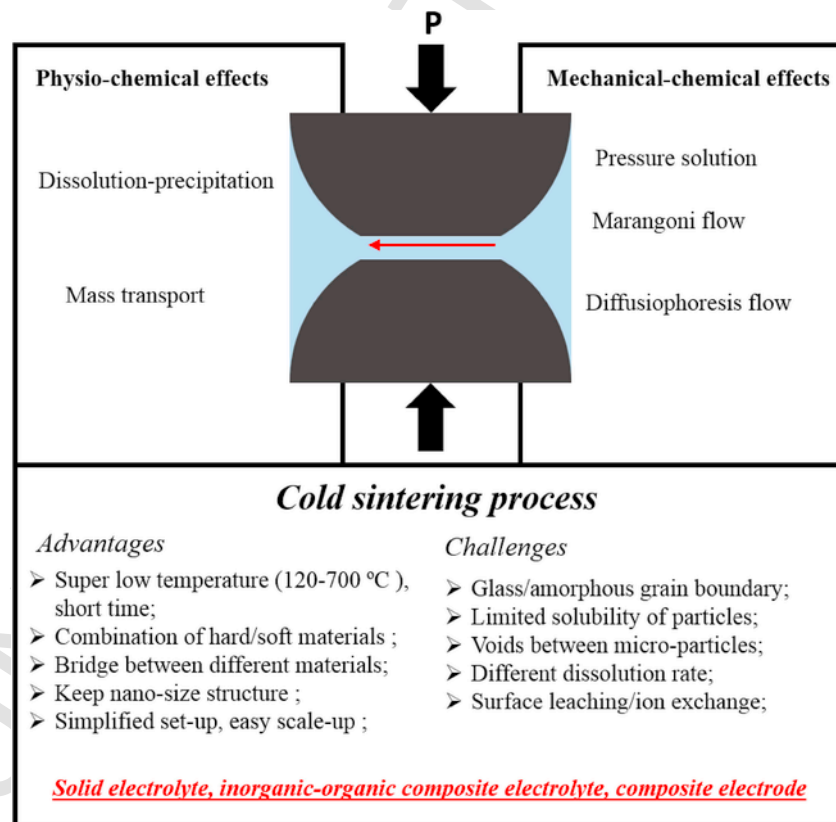 P
Physio-chemical effects
Mechanical-chemical effects
Dissolution-precipitation
Mass transport
Pressure solution
Marangoni flow
Diffusiophoresis flow
Cold sintering process
Advantages
➢ Super low temperature (120-700 ºC ),
short time;
➢ Combination of hard/soft materials ;
➢ Bridge between different materials;
➢ Keep nano-size structure ;
➢ Simplified set-up, easy scale-up ;
Challenges
➢ Glass/amorphous grain boundary;
➢ Limited solubility of particles;
➢ Voids between micro-particles;
➢ Different dissolution rate;
➢ Surface leaching/ion exchange;
Solid electrolyte, inorganic-organic composite electrolyte, composite electrode